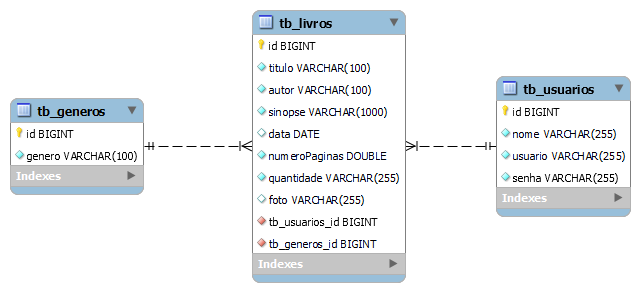 tb_generos
id BIGINT
genero VARCHAR(100)
Indexes
tb_livros
id BIGINT
titulo VARCHAR(100)
autor VARCHAR(100)
sinopse VARCHAR(1000)
data DATE
numeroPaginas DOUBLE
quantidade VARCHAR(255)
foto VARCHAR(255)
tb_usuarios_id BIGINT
tb_generos_id BIGINT
Indexes
tb_usuarios
id BIGINT
nome VARCHAR(255)
usuario VARCHAR(255)
senha VARCHAR(255)
Indexes